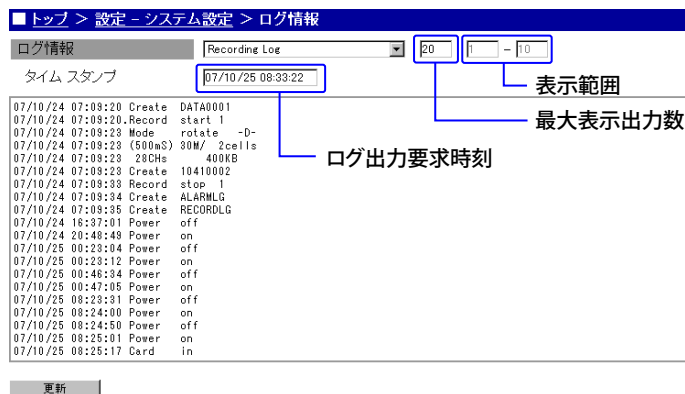 ■ トップ > 設定 – システム設定 > ログ情報
ログ情報 Recording Log 20 1 – 10
タイム スタンプ 07/10/25 08:33:22
表示範囲
最大表示出力数
ログ出力要求時刻
07/10/24 07:09:20 Create DATA0001
07/10/24 07:09:20.Record start 1
07/10/24 07:09:23 Mode rotate -D-
07/10/24 07:09:23 (500mS) 30M/ 2cells
07/10/24 07:09:23 28CHs 400KB
07/10/24 07:09:23 Create 10410002
07/10/24 07:09:33 Record stop 1
07/10/24 07:09:34 Create ALARMLG
07/10/24 07:09:35 Create RECORDLG
07/10/24 16:37:01 Power off
07/10/24 20:48:49 Power on
07/10/25 00:23:04 Power off
07/10/25 00:23:12 Power on
07/10/25 00:46:34 Power off
07/10/25 00:47:05 Power on
07/10/25 08:23:31 Power off
07/10/25 08:24:00 Power on
07/10/25 08:24:50 Power off
07/10/25 08:25:01 Power on
07/10/25 08:25:17 Card in
更新